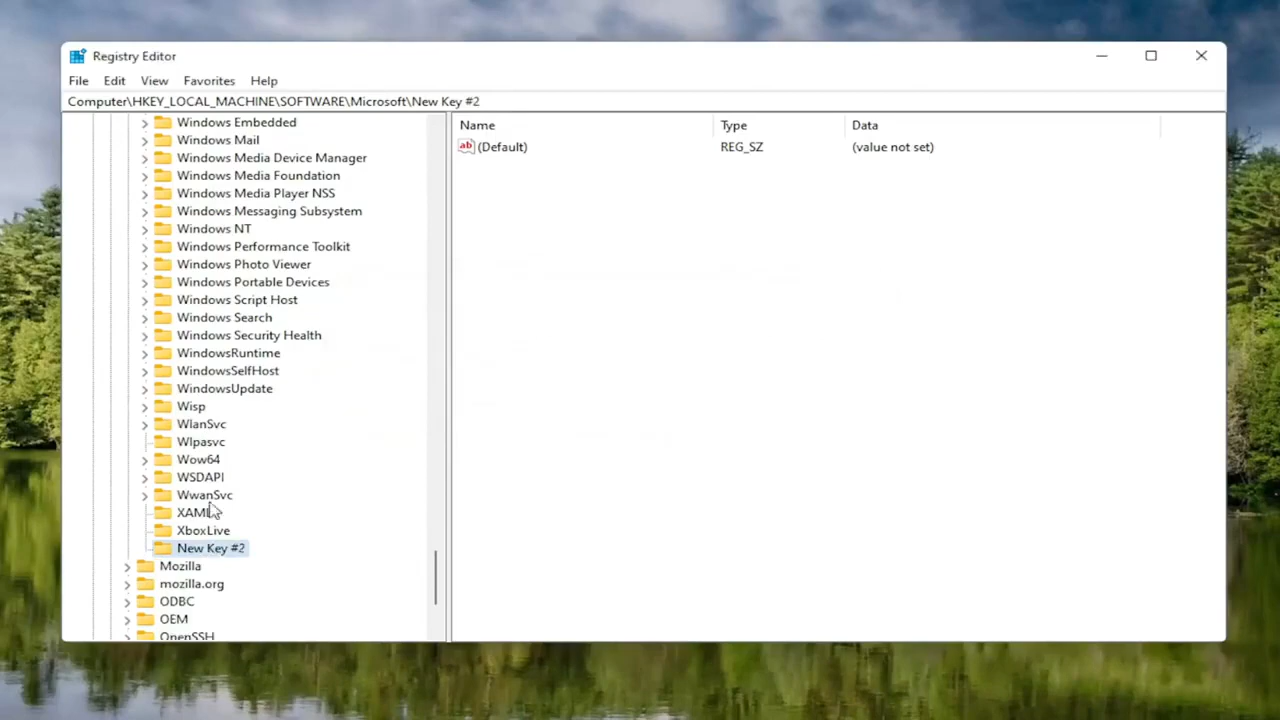 Registry Editor
File Edit View Favorites Help
Computer\HKEY_LOCAL_MACHINE\SOFTWARE\Microsoft\New Key #2
Name Type Data
ab (Default) REG_SZ (value not set)
Windows Embedded
Windows Mail
Windows Media Device Manager
Windows Media Foundation
Windows Media Player NSS
Windows Messaging Subsystem
Windows NT
Windows Performance Toolkit
Windows Photo Viewer
Windows Portable Devices
Windows Script Host
Windows Search
Windows Security Health
WindowsRuntime
WindowsSelfHost
WindowsUpdate
Wisp
WlanSvc
Wlpasvc
Wow64
WSDAPI
WwanSvc
XAML
XboxLive
New Key #2
Mozilla
mozilla.org
ODBC
OEM
OpenSSH